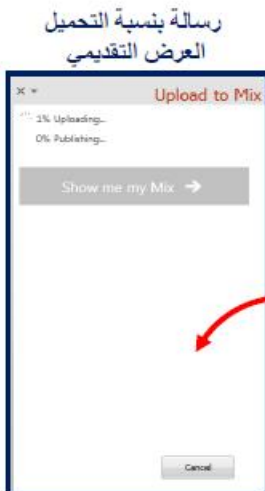 رسالة بنسبة التحميل
العرض التقديمي
Upload to Mix
1% Uploading...
0% Publishing...
Show me my Mix
Cancel